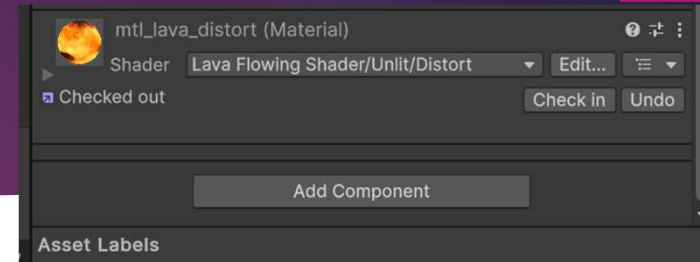 mtl_lava_distort (Material)
Shader Lava Flowing Shader/Unlit/Distort Edit...
Checked out Check in Undo
Add Component
Asset Labels